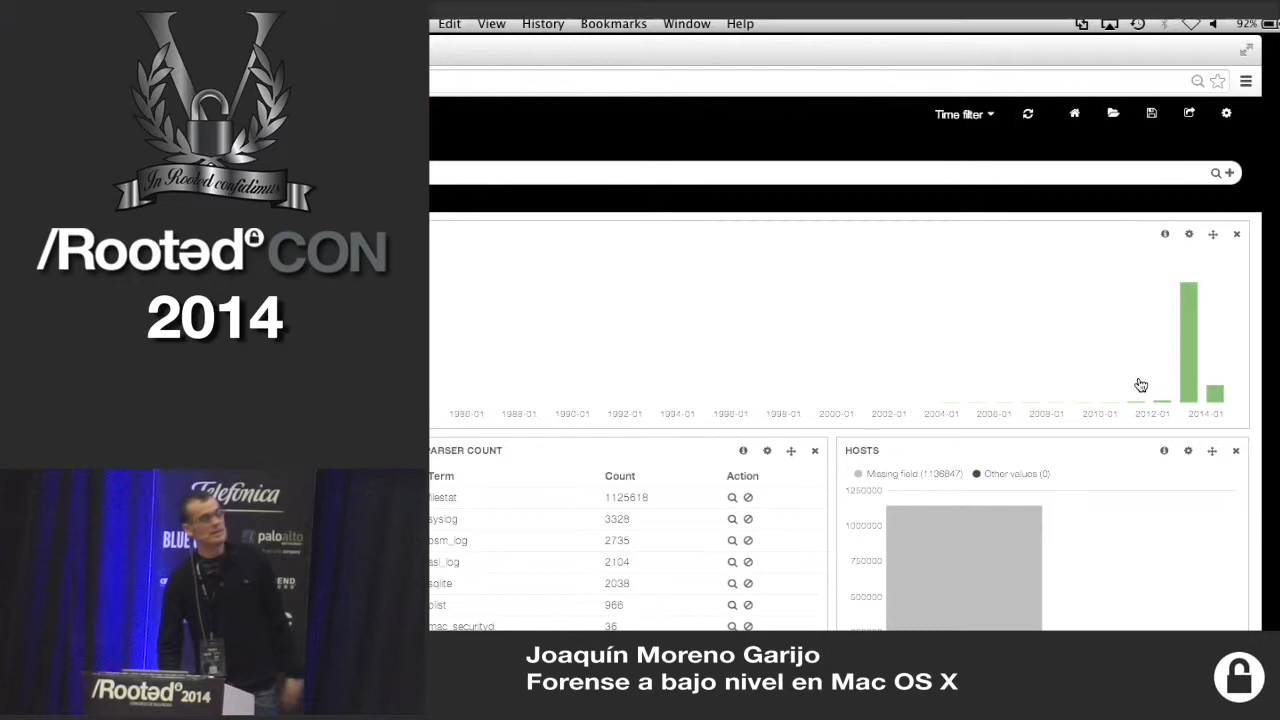 In Rooted confidimus
/Rootəd CON
2014
Edit View History Bookmarks Window Help
92%
Time filter
1986-01 1988-01 1990-01 1992-01 1994-01 1996-01 1998-01 2000-01 2002-01 2004-01 2006-01 2008-01 2010-01 2012-01 2014-01
PARSER COUNT
Term Count Action
filestat 1125618
syslog 3328
bsm_log 2735
asl_log 2104
sqlite 2038
plist 966
mac_securityd 36
HOSTS
Missing field (1136847) Other values (0)
1250000
1000000
750000
500000
Telefónica
BLUE
paloalto
/Rootəd 2014
Joaquín Moreno Garijo
Forense a bajo nivel en Mac OS X